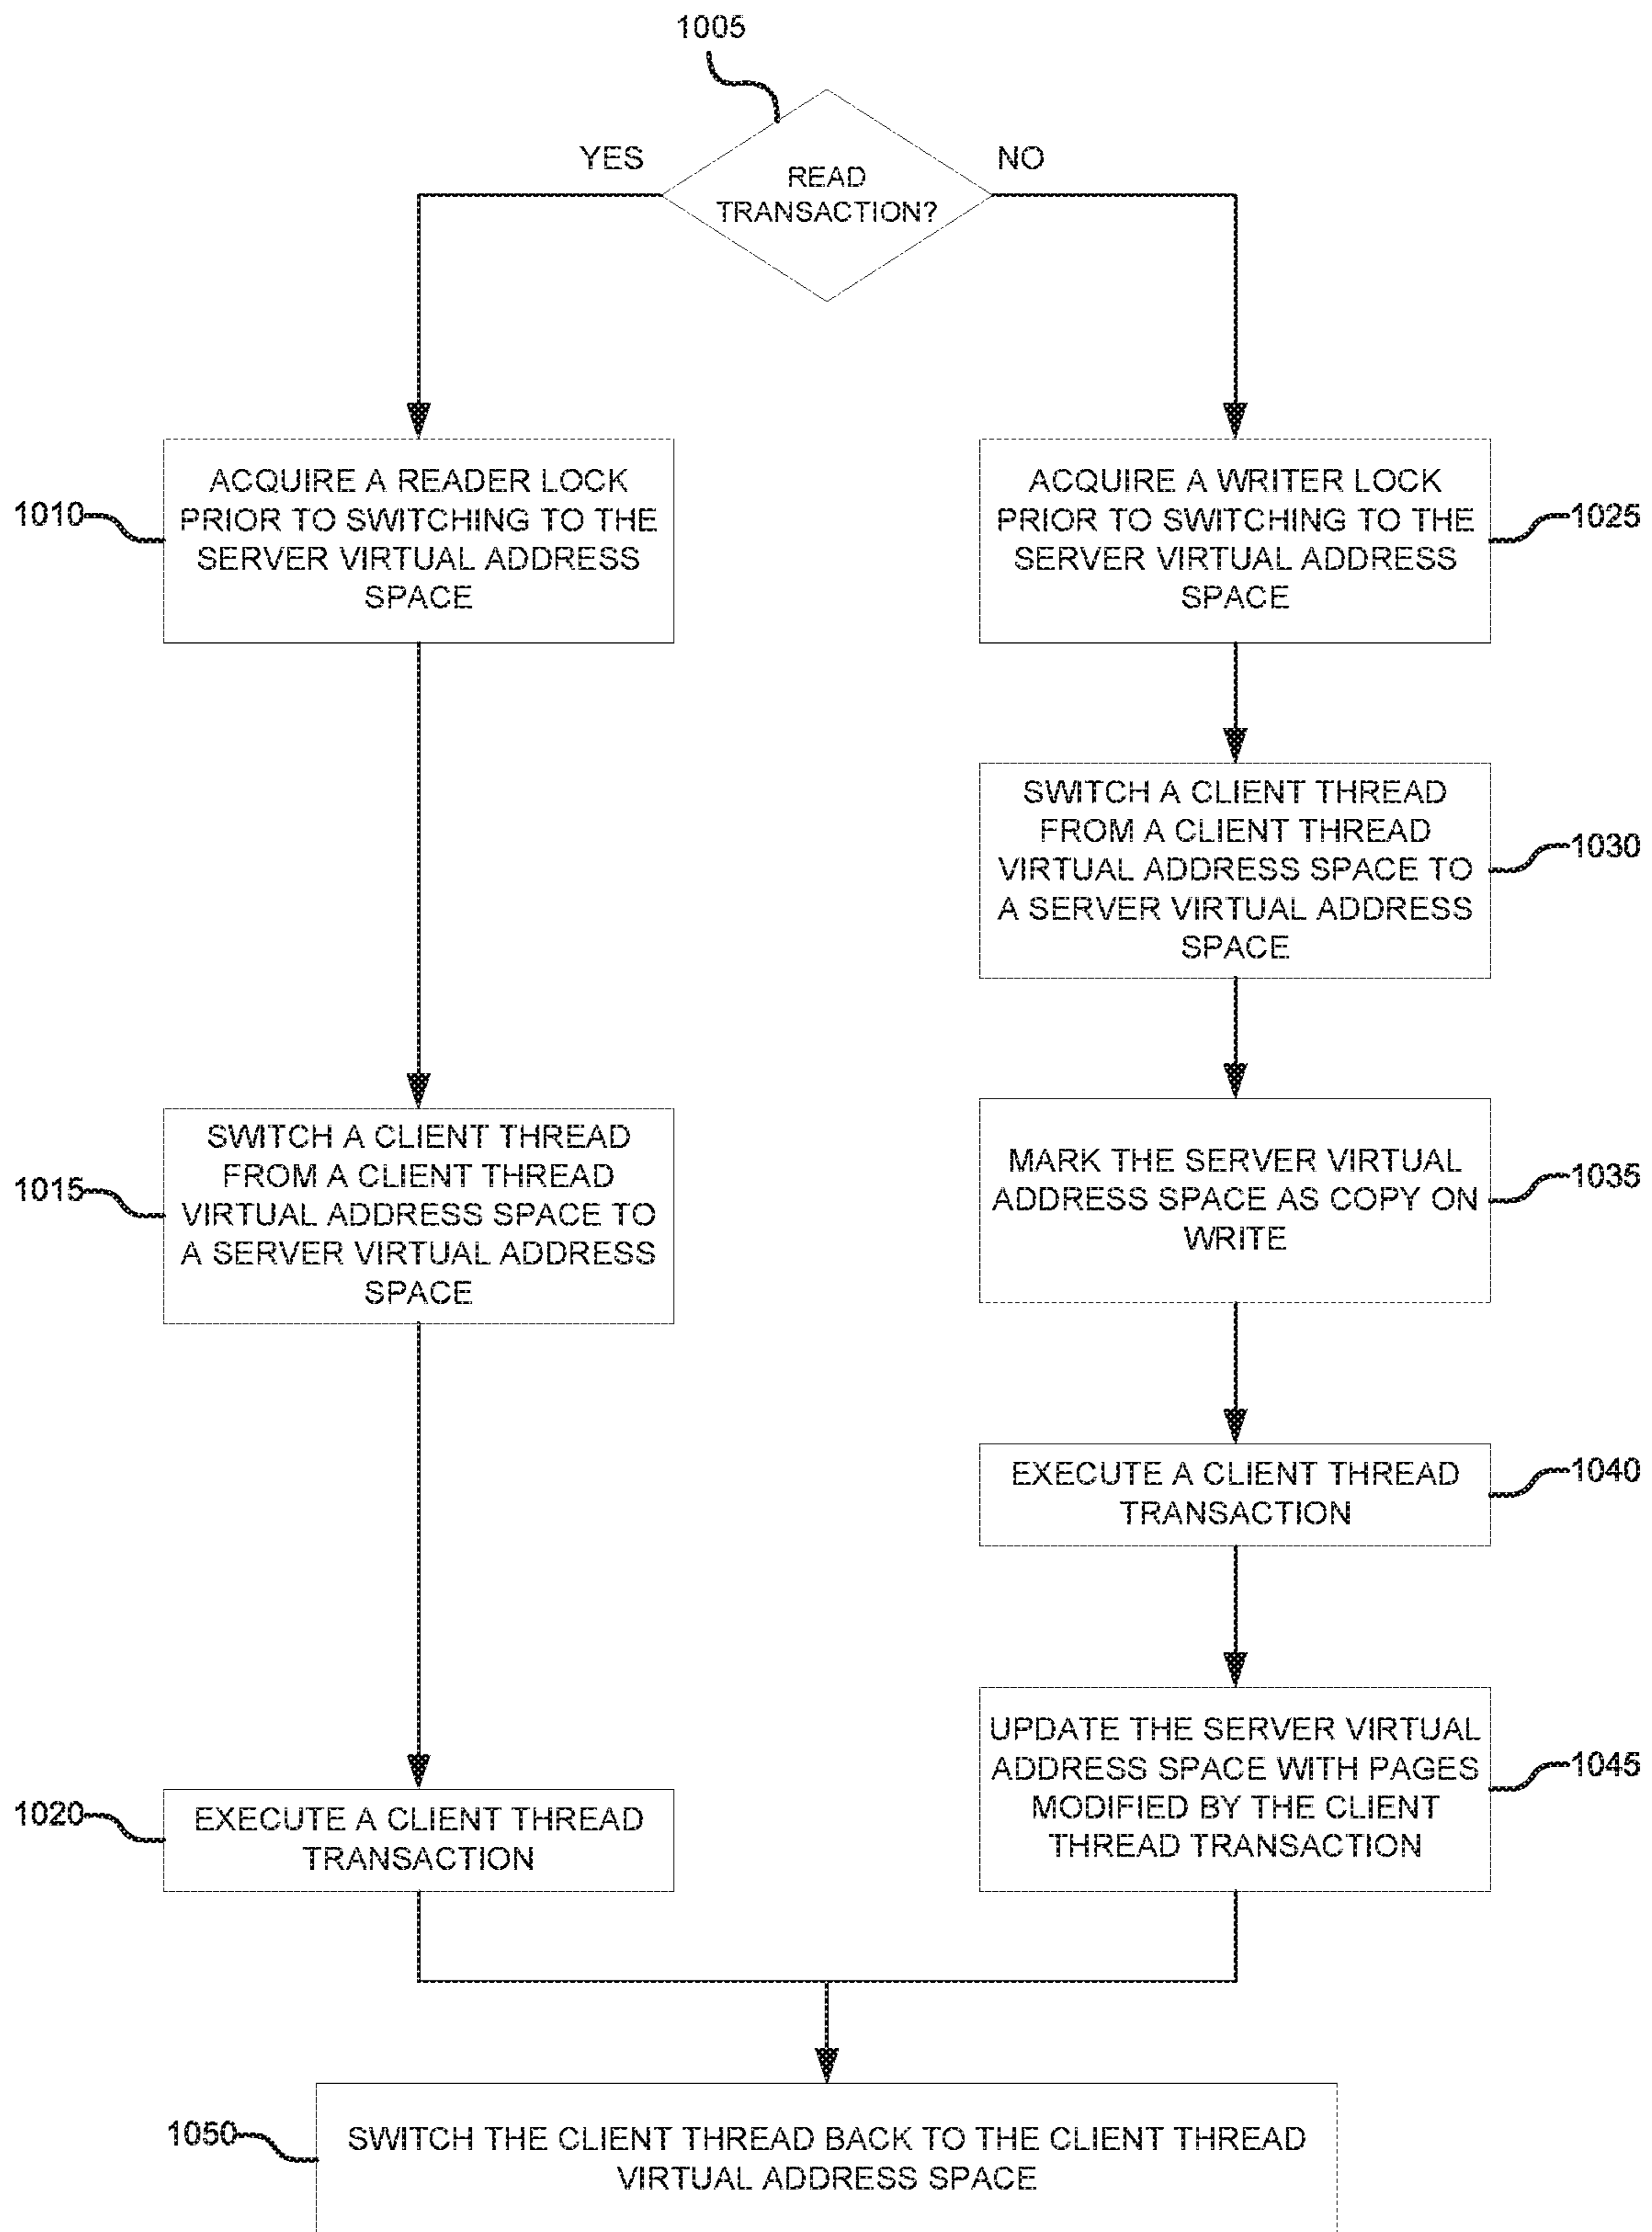 1005
YES
NO
READ
TRANSACTION?
1010
ACQUIRE A READER LOCK
PRIOR TO SWITCHING TO THE
SERVER VIRTUAL ADDRESS
SPACE
ACQUIRE A WRITER LOCK
PRIOR TO SWITCHING TO THE
SERVER VIRTUAL ADDRESS
SPACE
1025
SWITCH A CLIENT THREAD
FROM A CLIENT THREAD
VIRTUAL ADDRESS SPACE TO
A SERVER VIRTUAL ADDRESS
SPACE
1030
1015
SWITCH A CLIENT THREAD
FROM A CLIENT THREAD
VIRTUAL ADDRESS SPACE TO
A SERVER VIRTUAL ADDRESS
SPACE
MARK THE SERVER VIRTUAL
ADDRESS SPACE AS COPY ON
WRITE
1035
EXECUTE A CLIENT THREAD
TRANSACTION
1040
UPDATE THE SERVER VIRTUAL
ADDRESS SPACE WITH PAGES
MODIFIED BY THE CLIENT
THREAD TRANSACTION
1045
1020
EXECUTE A CLIENT THREAD
TRANSACTION
1050
SWITCH THE CLIENT THREAD BACK TO THE CLIENT THREAD
VIRTUAL ADDRESS SPACE